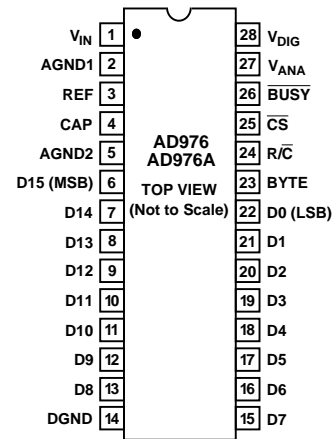 V_IN 1 28 V_DIG
AGND1 2 27 V_ANA
REF 3 26 B̅U̅S̅Y̅
CAP 4 25 C̅S̅
AGND2 5 24 R/C̅
D15 (MSB) 6 23 BYTE
D14 7 22 D0 (LSB)
D13 8 21 D1
D12 9 20 D2
D11 10 19 D3
D10 11 18 D4
D9 12 17 D5
D8 13 16 D6
DGND 14 15 D7
AD976
AD976A
TOP VIEW
(Not to Scale)